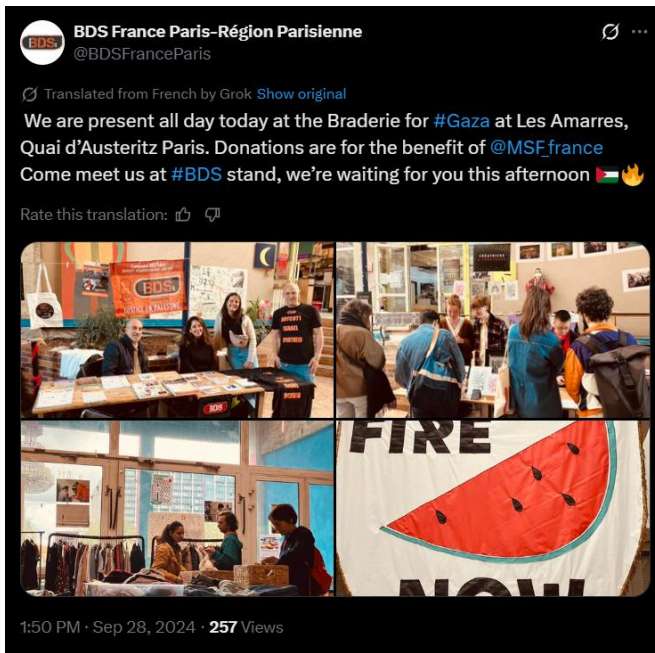 BDS France Paris-Région Parisienne
@BDSFranceParis
Translated from French by Grok Show original
We are present all day today at the Braderie for #Gaza at Les Amarres,
Quai d’Austeritz Paris. Donations are for the benefit of @MSF_france
Come meet us at #BDS stand, we’re waiting for you this afternoon 🇵🇸🔥
Rate this translation:
BDS
JUSTICE EN PALESTINE
BOYCOTT
ISRAEL
BDS
FIRE
NOW
1:50 PM · Sep 28, 2024 · 257 Views